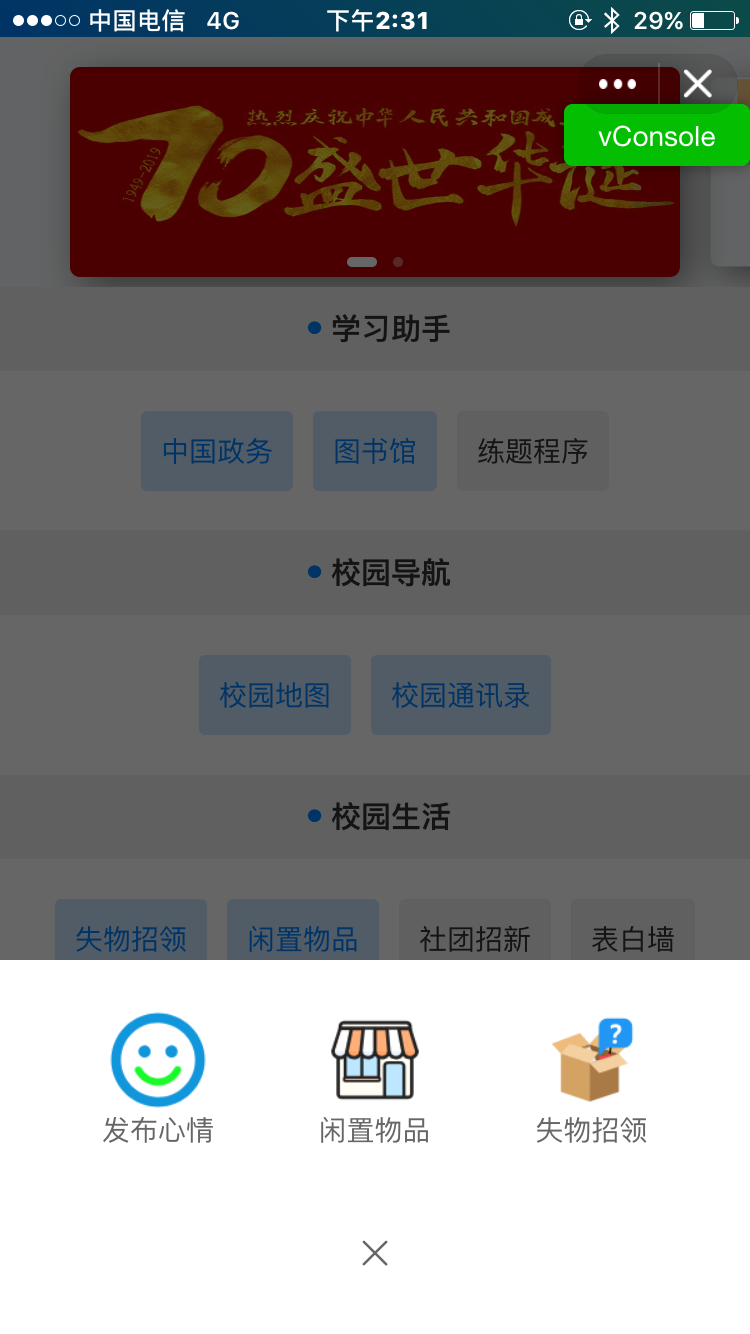 中国电信 4G 下午2:31 29%
热烈庆祝中华人民共和国成
vConsole
1949-2019
70盛世华诞
学习助手
中国政务 图书馆 练题程序
校园导航
校园地图 校园通讯录
校园生活
失物招领 闲置物品 社团招新 表白墙
?
发布心情 闲置物品 失物招领